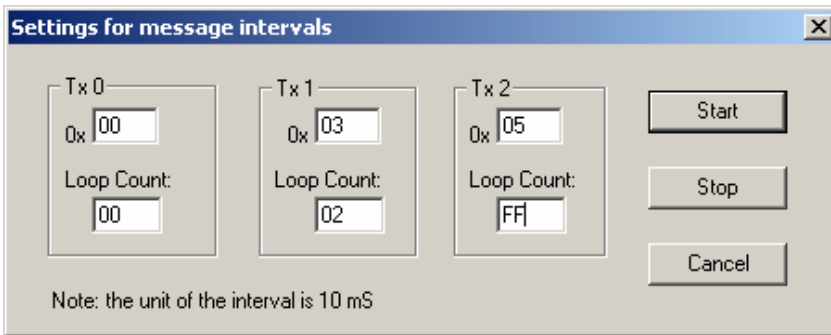 Settings for message intervals
Tx 0 Tx 1 Tx 2
0x 00 0x 03 0x 05 Start
Loop Count: Loop Count: Loop Count: Stop
00 02 FF
Cancel
Note: the unit of the interval is 10 mS